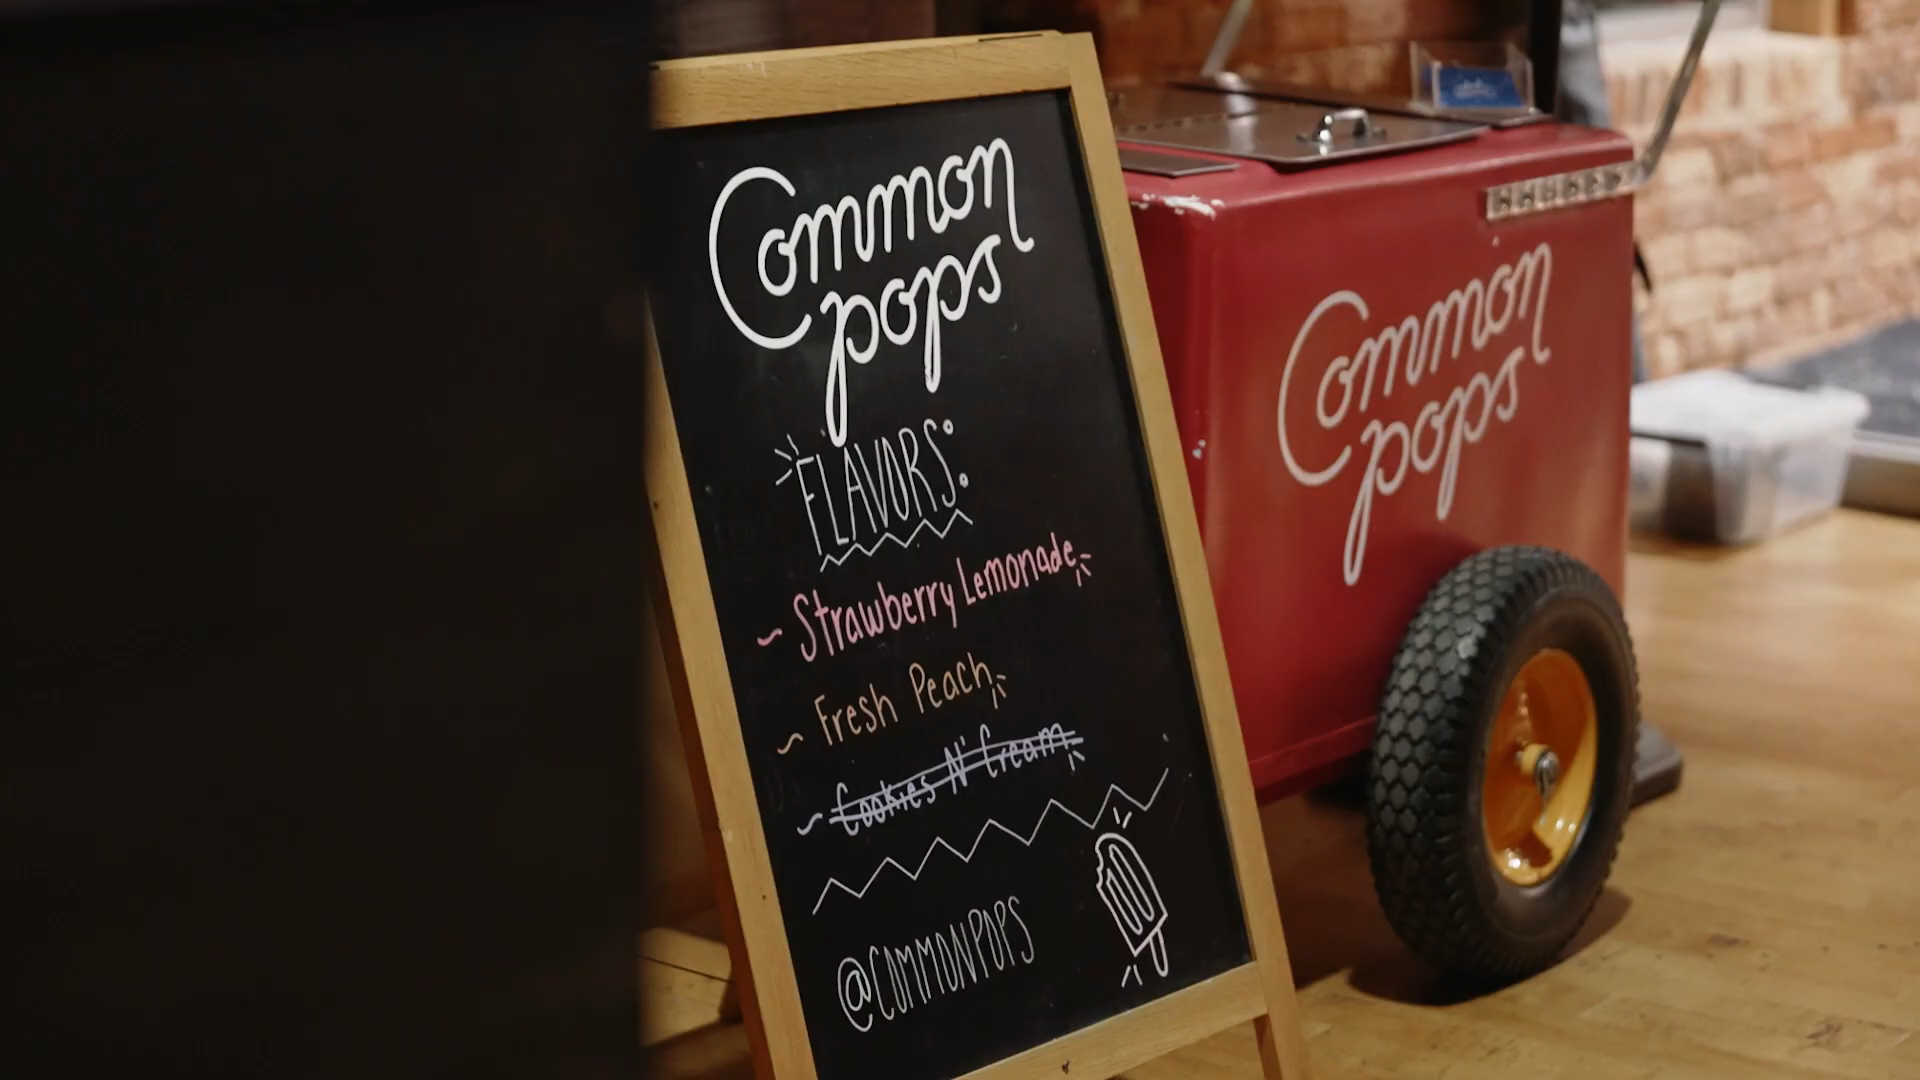 Common
pops
FLAVORS:
~ Strawberry Lemonade
~ Fresh Peach
~ Cookies N' Cream
@COMMONPOPS
Common
pops